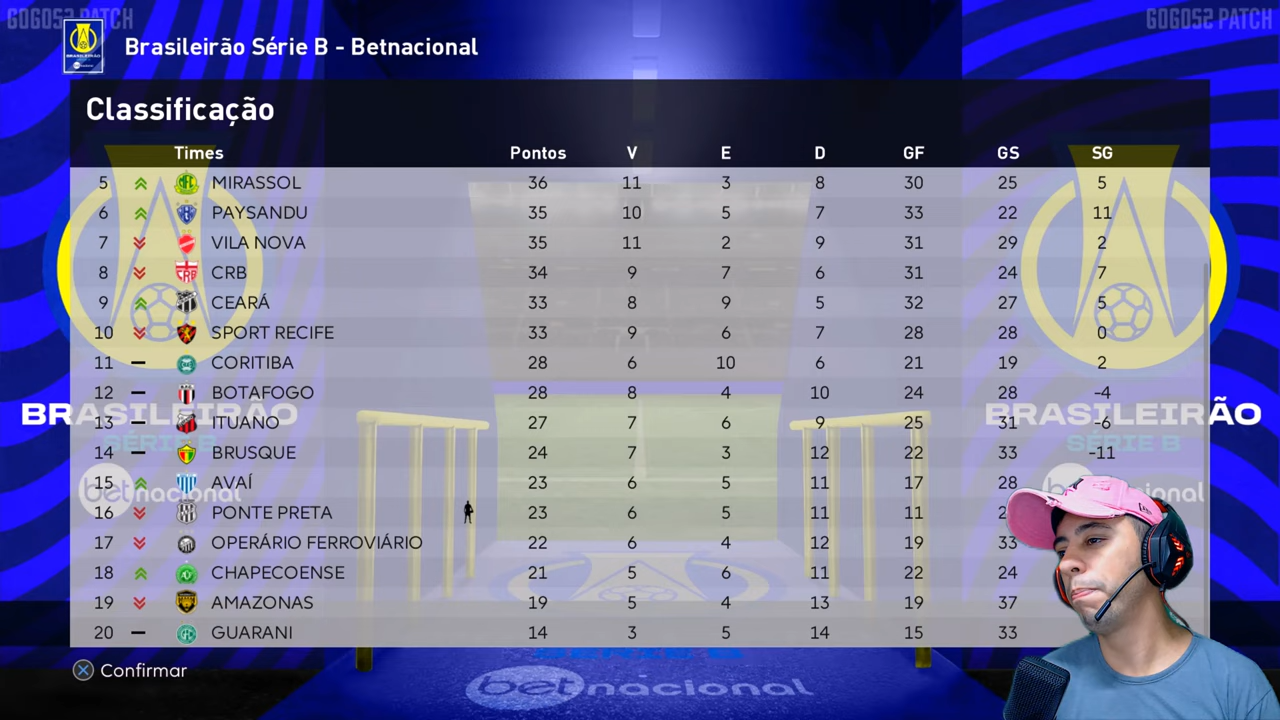 GOGOS2 PATCH GOGOS2 PATCH
Brasileirão Série B - Betnacional
Classificação
Times Pontos V E D GF GS SG
5 MIRASSOL 36 11 3 8 30 25 5
6 PAYSANDU 35 10 5 7 33 22 11
7 VILA NOVA 35 11 2 9 31 29 2
8 CRB 34 9 7 6 31 24 7
9 CEARÁ 33 8 9 5 32 27 5
10 SPORT RECIFE 33 9 6 7 28 28 0
11 CORITIBA 28 6 10 6 21 19 2
12 BOTAFOGO 28 8 4 10 24 28 -4
13 ITUANO 27 7 6 9 25 31 -6
14 BRUSQUE 24 7 3 12 22 33 -11
15 AVAÍ 23 6 5 11 17 28
16 PONTE PRETA 23 6 5 11 11
17 OPERÁRIO FERROVIÁRIO 22 6 4 12 19 33
18 CHAPECOENSE 21 5 6 11 22 24
19 AMAZONAS 19 5 4 13 19 37
20 GUARANI 14 3 5 14 15 33
BRASILEIRÃO BRASILEIRÃO
SÉRIE B SÉRIE B
betnacional nacional
Confirmar
betnacional